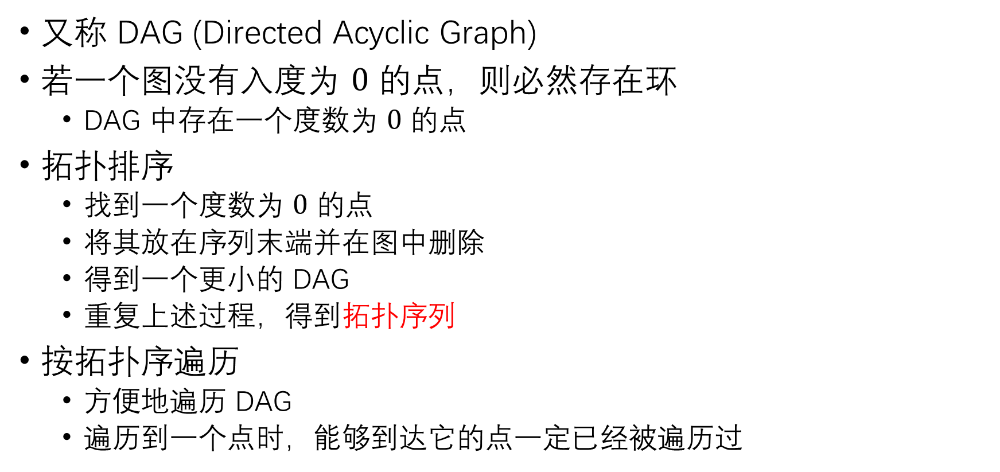 • 又称 DAG (Directed Acyclic Graph)
• 若一个图没有入度为 0 的点，则必然存在环
• DAG 中存在一个度数为 0 的点
• 拓扑排序
• 找到一个度数为 0 的点
• 将其放在序列末端并在图中删除
• 得到一个更小的 DAG
• 重复上述过程，得到拓扑序列
• 按拓扑序遍历
• 方便地遍历 DAG
• 遍历到一个点时，能够到达它的点一定已经被遍历过